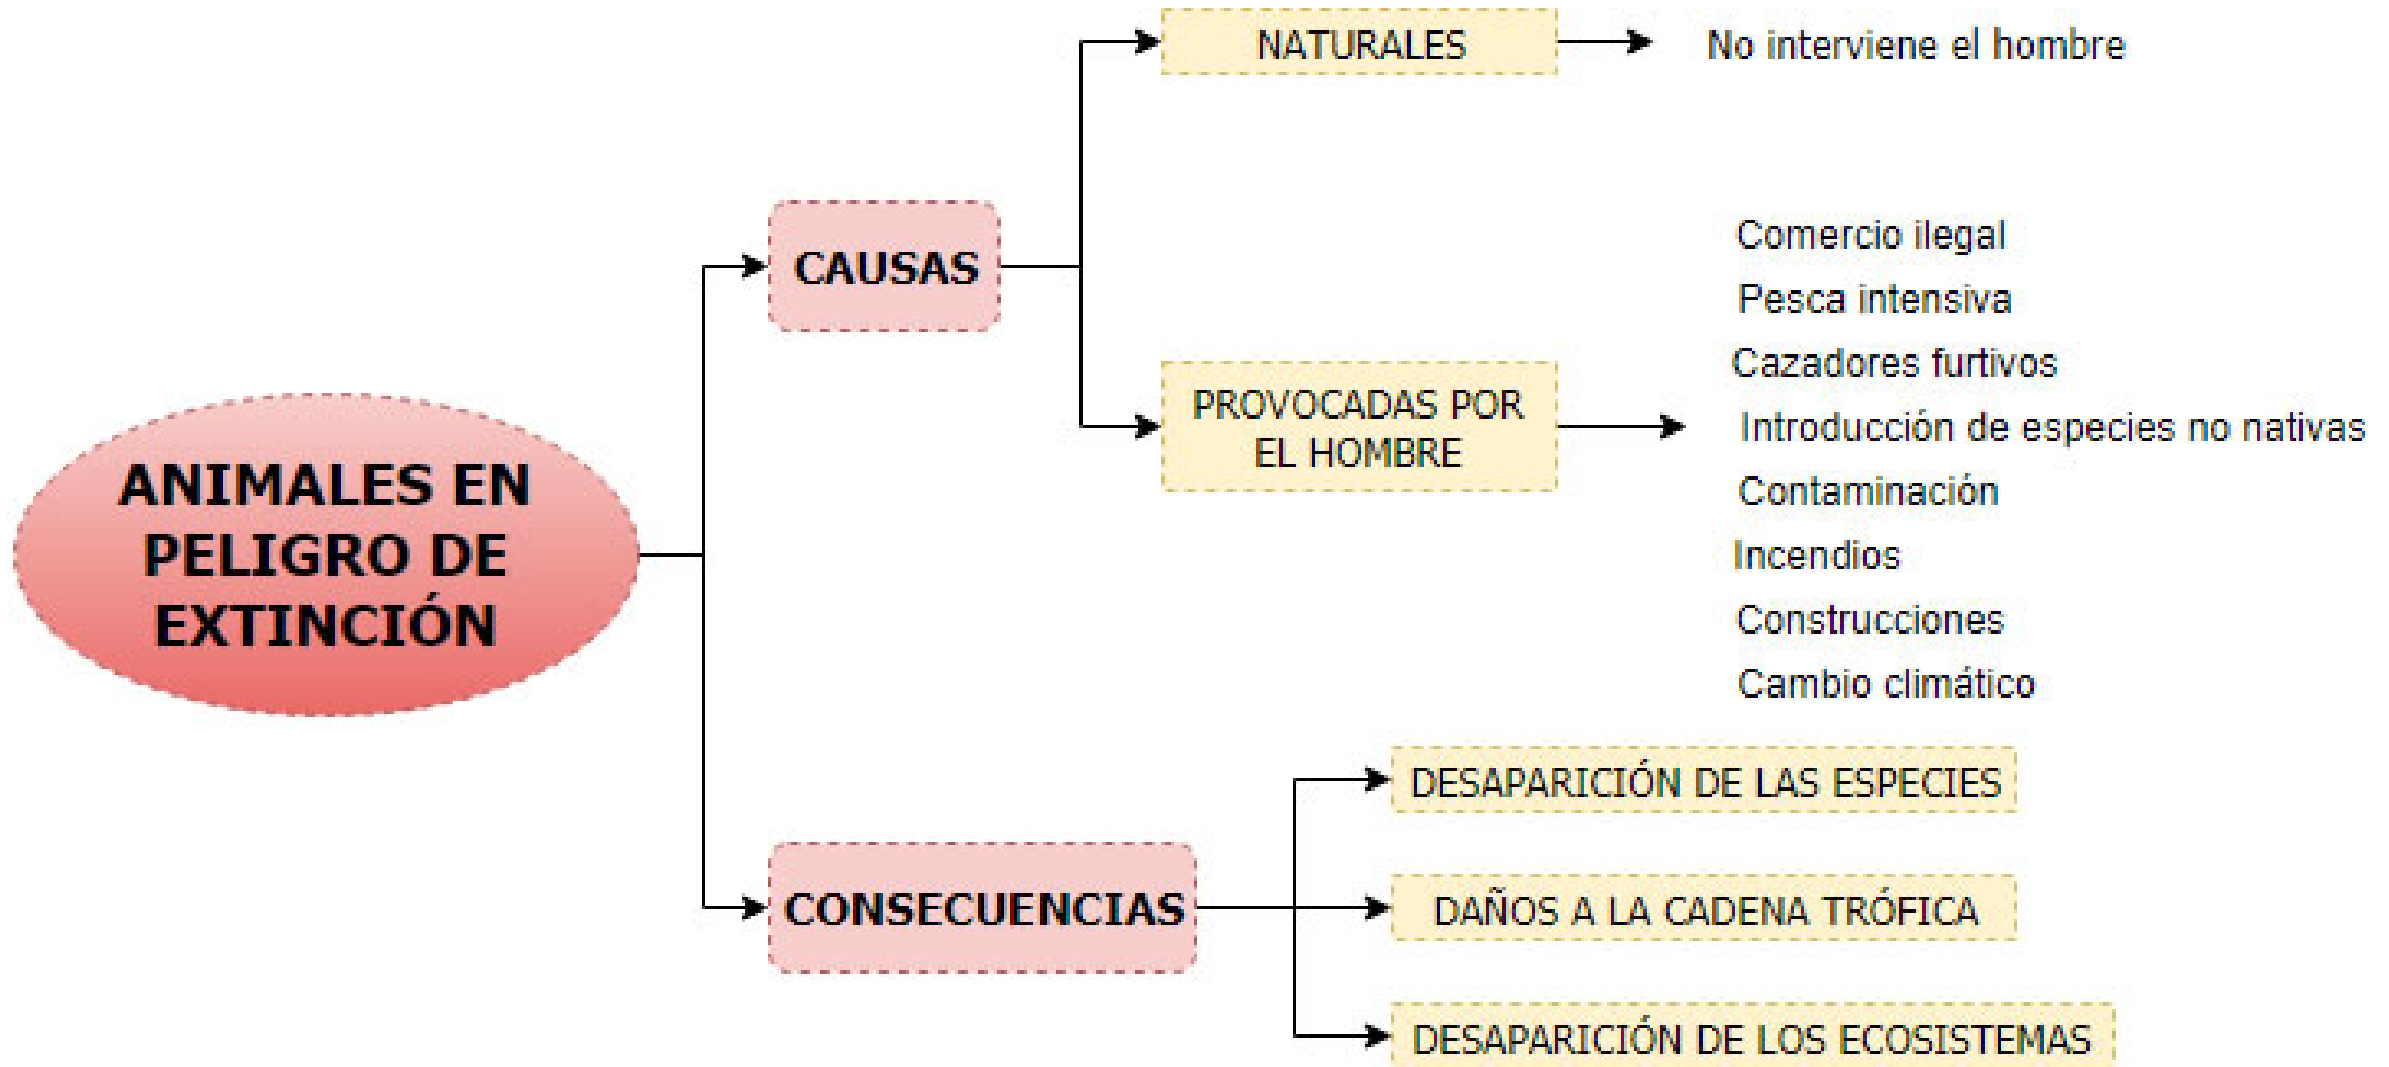 ANIMALES EN
PELIGRO DE
EXTINCIÓN
CAUSAS
NATURALES
No interviene el hombre
PROVOCADAS POR
EL HOMBRE
Comercio ilegal
Pesca intensiva
Cazadores furtivos
Introducción de especies no nativas
Contaminación
Incendios
Construcciones
Cambio climático
CONSECUENCIAS
DESAPARICIÓN DE LAS ESPECIES
DAÑOS A LA CADENA TRÓFICA
DESAPARICIÓN DE LOS ECOSISTEMAS